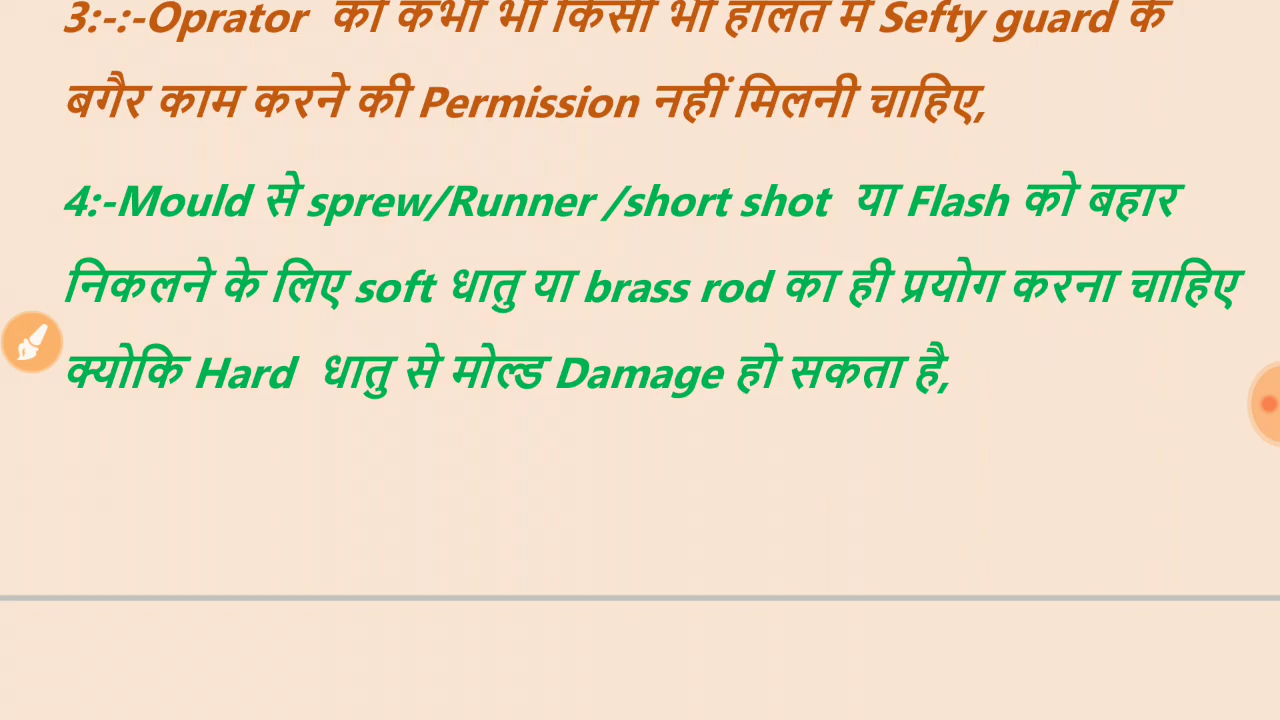 3:-:-Oprator को कभी भी किसी भी हालत में Sefty guard के
बगैर काम करने की Permission नहीं मिलनी चाहिए,
4:-Mould से sprew/Runner /short shot या Flash को बहार
निकलने के लिए soft धातु या brass rod का ही प्रयोग करना चाहिए
क्योकि Hard धातु से मोल्ड Damage हो सकता है,